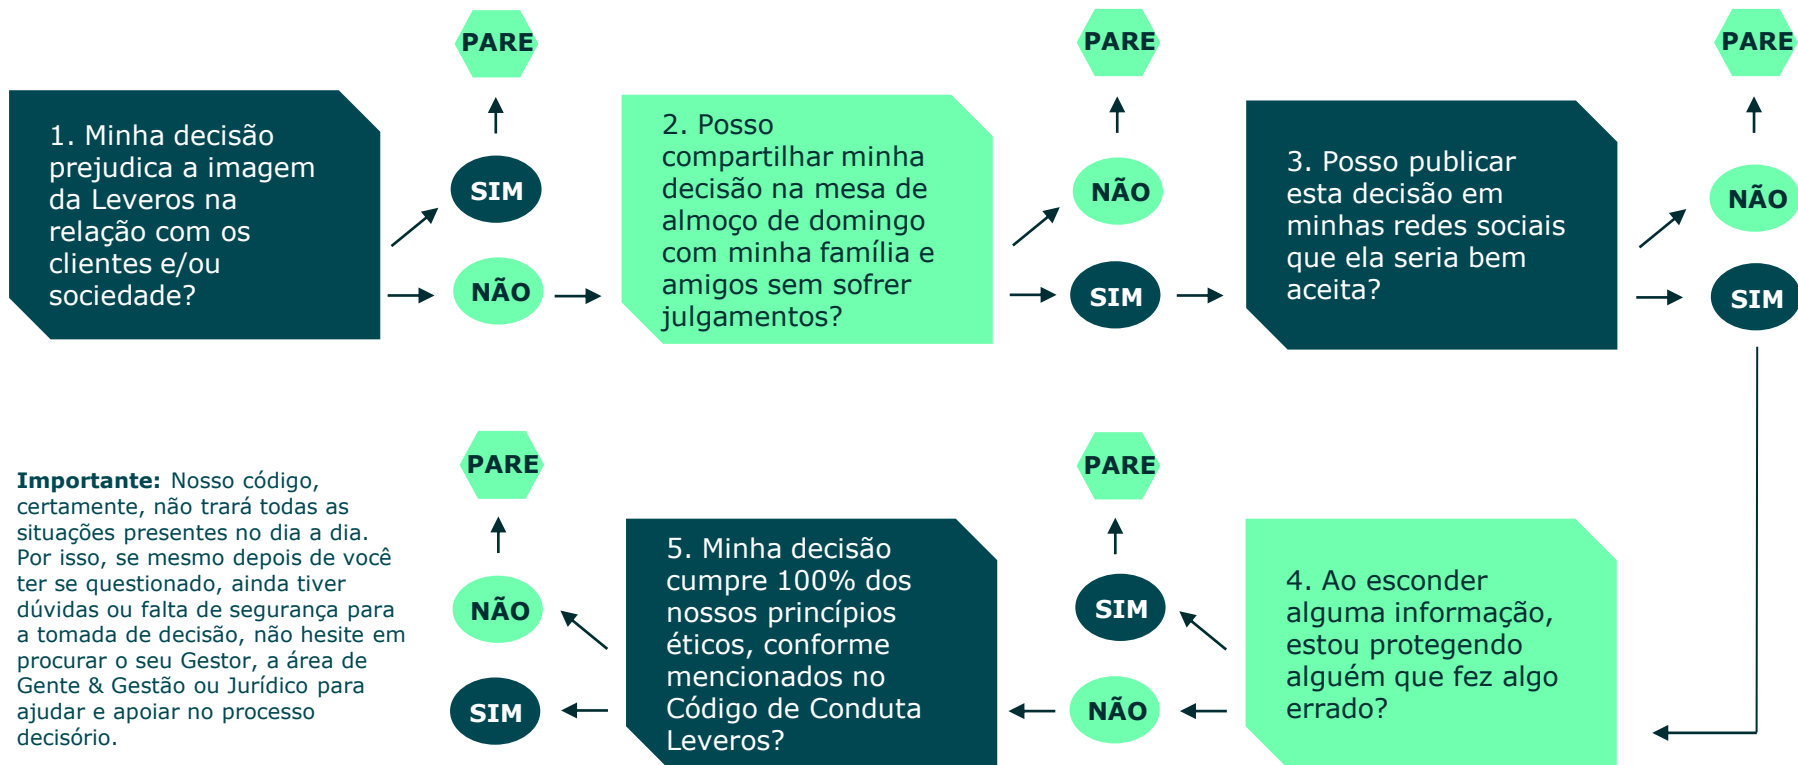 PARE
PARE
PARE
1. Minha decisão
prejudica a imagem
da Leveros na
relação com os
clientes e/ou
sociedade?
SIM
NÃO
2. Posso
compartilhar minha
decisão na mesa de
almoço de domingo
com minha família e
amigos sem sofrer
julgamentos?
NÃO
SIM
3. Posso publicar
esta decisão em
minhas redes sociais
que ela seria bem
aceita?
NÃO
SIM
PARE
4. Ao esconder
alguma informação,
estou protegendo
alguém que fez algo
errado?
SIM
NÃO
PARE
5. Minha decisão
cumpre 100% dos
nossos princípios
éticos, conforme
mencionados no
Código de Conduta
Leveros?
NÃO
SIM
Importante: Nosso código,
certamente, não trará todas as
situações presentes no dia a dia.
Por isso, se mesmo depois de você
ter se questionado, ainda tiver
dúvidas ou falta de segurança para
a tomada de decisão, não hesite em
procurar o seu Gestor, a área de
Gente & Gestão ou Jurídico para
ajudar e apoiar no processo
decisório.